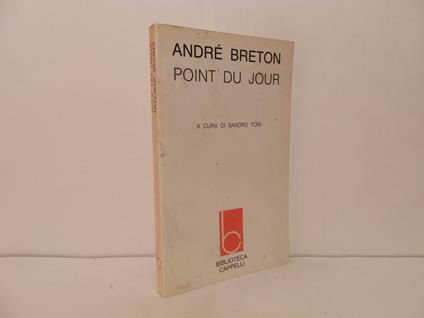 ANDRÉ BRETON
POINT DU JOUR
A CURA DI SANDRO TONI
BIBLIOTECA
CAPPELLI